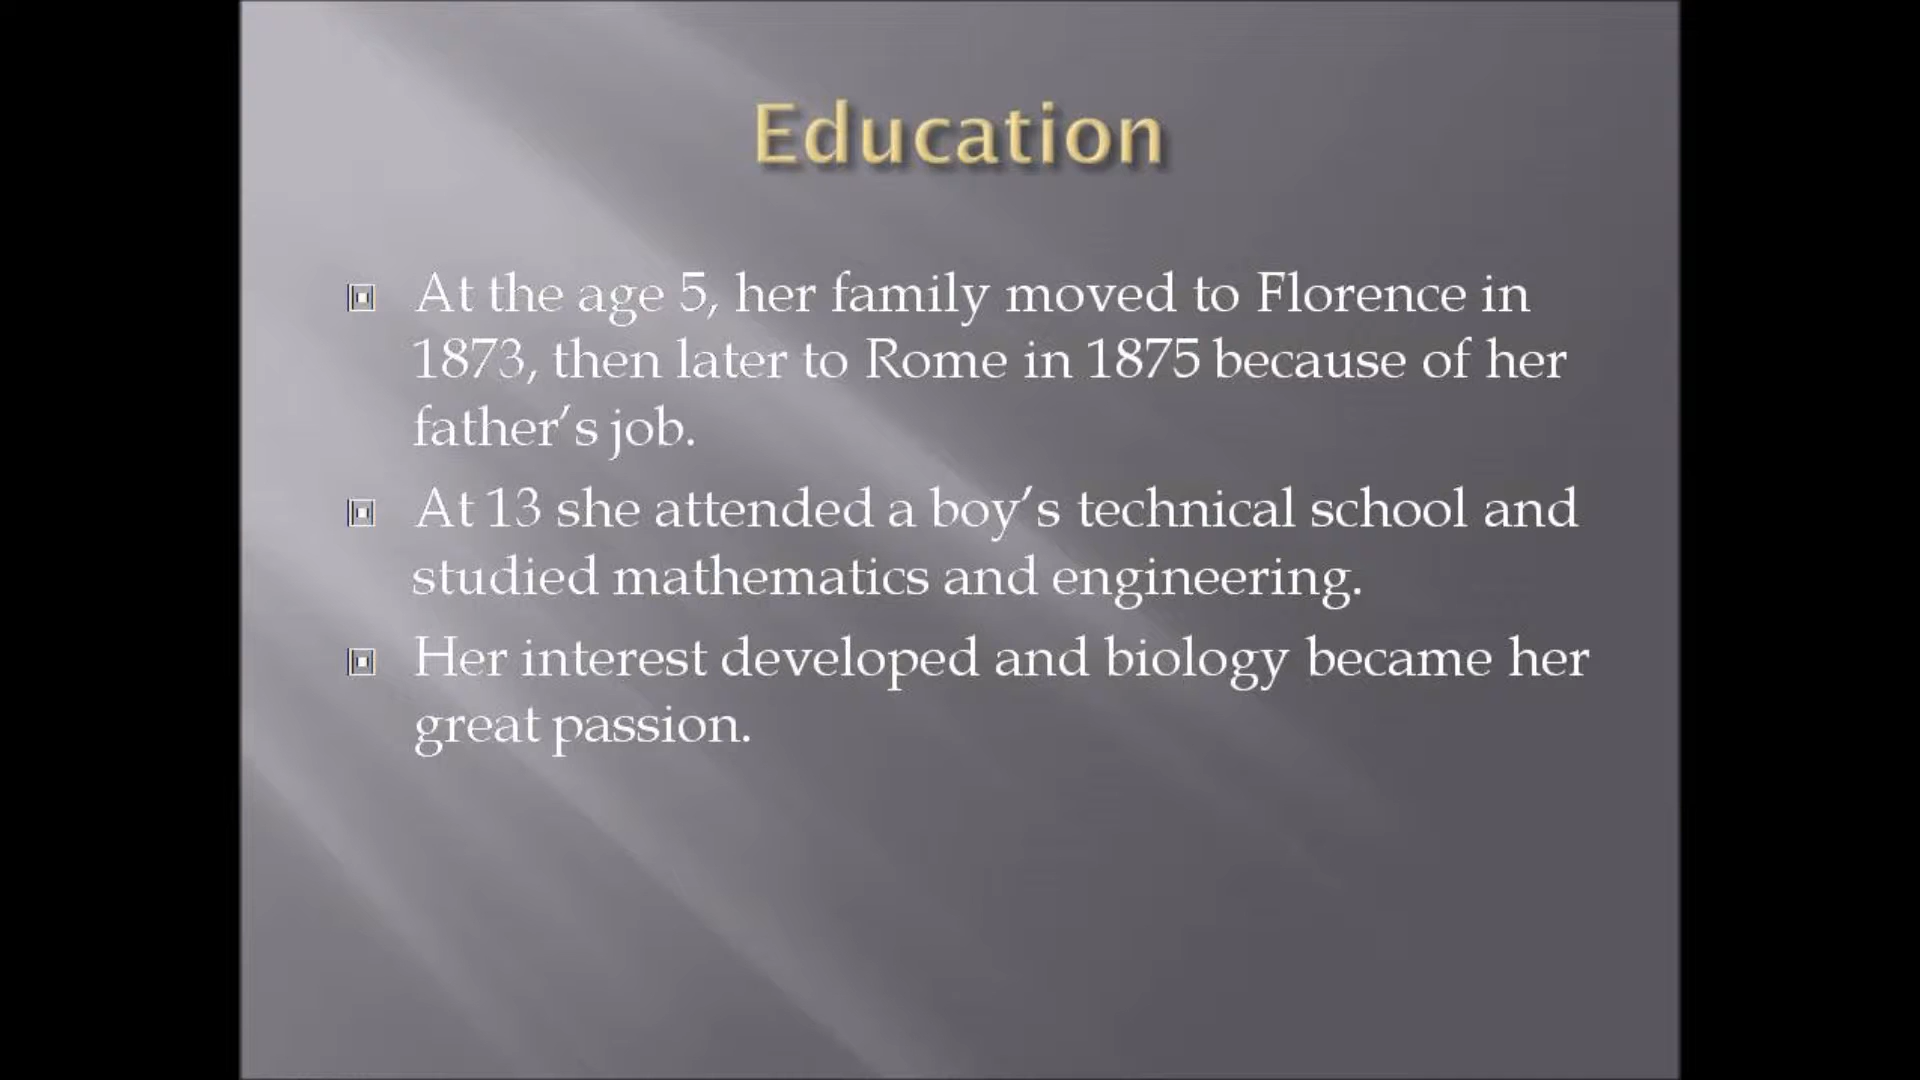 Education
At the age 5, her family moved to Florence in
1873, then later to Rome in 1875 because of her
father’s job.
At 13 she attended a boy’s technical school and
studied mathematics and engineering.
Her interest developed and biology became her
great passion.